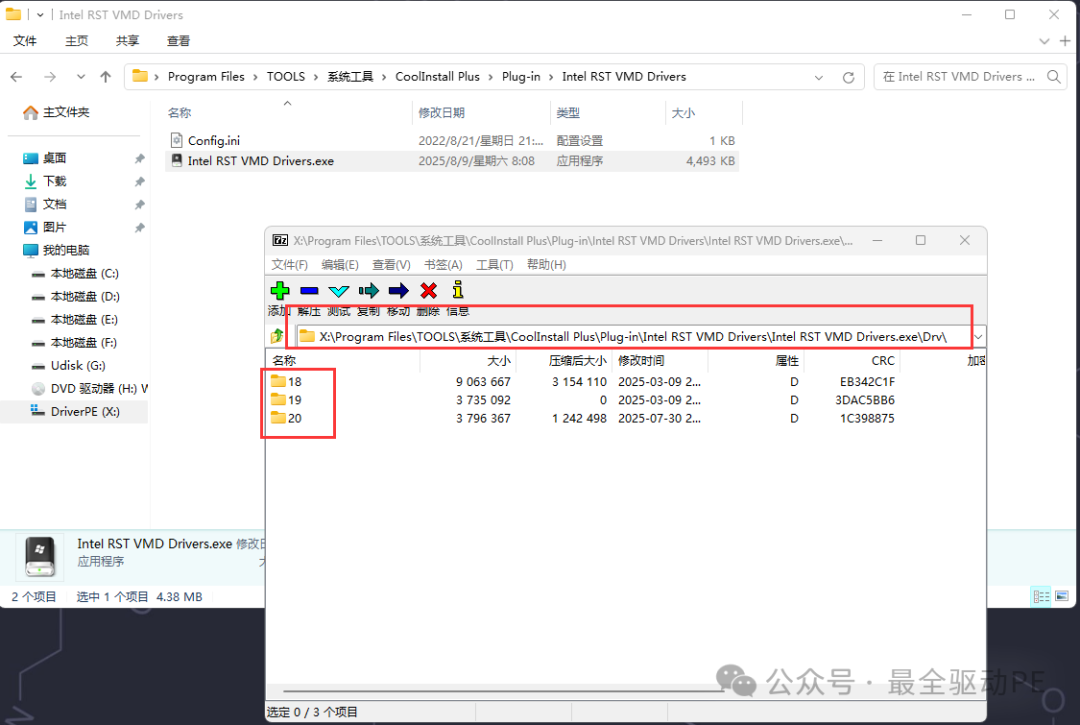 Intel RST VMD Drivers
文件 主页 共享 查看
Program Files TOOLS 系统工具 CoolInstall Plus Plug-in Intel RST VMD Drivers
在 Intel RST VMD Drivers ...
主文件夹
桌面
下载
文档
图片
我的电脑
本地磁盘 (C:)
本地磁盘 (D:)
本地磁盘 (E:)
本地磁盘 (F:)
Udisk (G:)
DVD 驱动器 (H:) W
DriverPE (X:)
名称 修改日期 类型 大小
Config.ini 2022/8/21/星期日 21:... 配置设置 1 KB
Intel RST VMD Drivers.exe 2025/8/9/星期六 8:08 应用程序 4,493 KB
7z X:\Program Files\TOOLS\系统工具\CoolInstall Plus\Plug-in\Intel RST VMD Drivers\Intel RST VMD Drivers.exe\...
文件(F) 编辑(E) 查看(V) 书签(A) 工具(T) 帮助(H)
添加 解压 测试 复制 移动 删除 信息
X:\Program Files\TOOLS\系统工具\CoolInstall Plus\Plug-in\Intel RST VMD Drivers\Intel RST VMD Drivers.exe\Drv\
名称 大小 压缩后大小 修改时间 属性 CRC 加密
18 9 063 667 3 154 110 2025-03-09 2... D EB342C1F
19 3 735 092 0 2025-03-09 2... D 3DAC5BB6
20 3 796 367 1 242 498 2025-07-30 2... D 1C398875
选定 0 / 3 个项目
Intel RST VMD Drivers.exe 修改日
应用程序
2 个项目 选中 1 个项目 4.38 MB
公众号 · 最全驱动PE